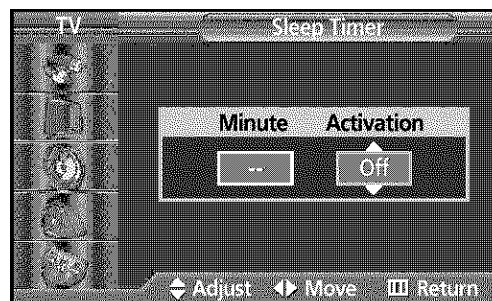 TV Sleep Timer
Minute Activation
-- Off
Adjust Move Return